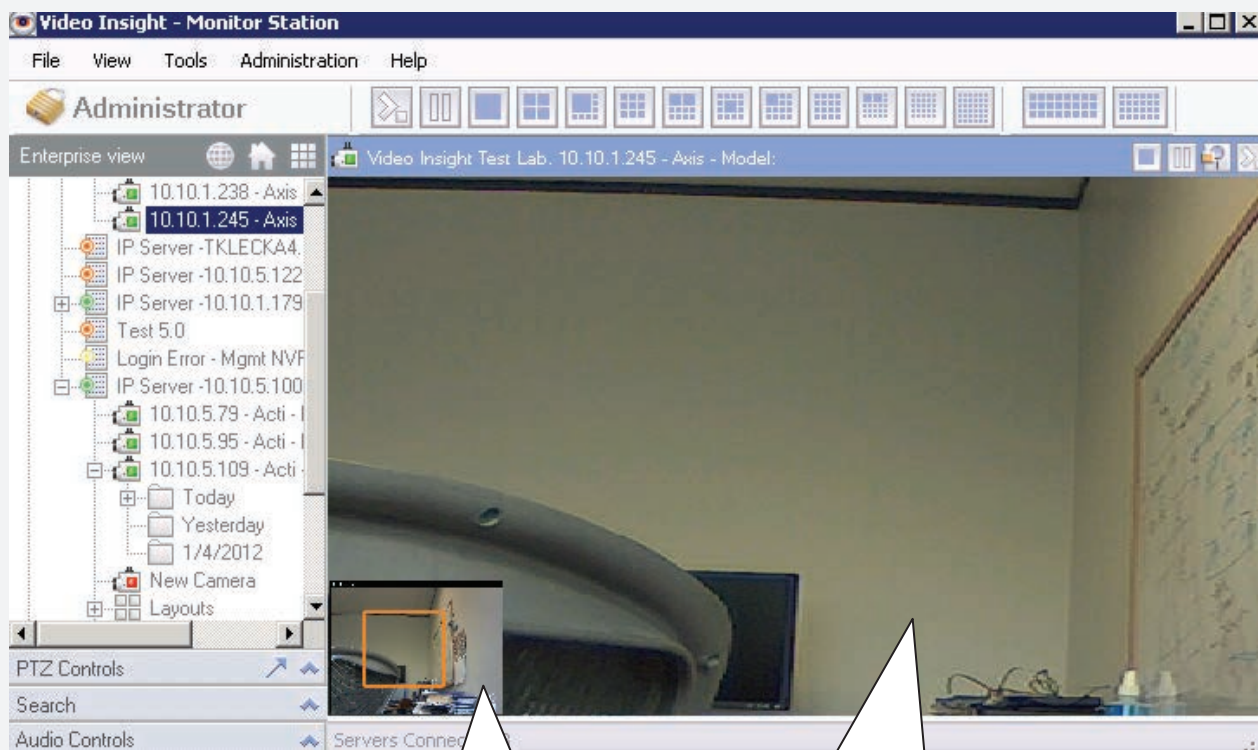 Video Insight - Monitor Station
File View Tools Administration Help
Administrator
Enterprise view
Video Insight Test Lab. 10.10.1.245 - Axis - Model:
10.10.1.238 - Axis
10.10.1.245 - Axis
IP Server -TKLECKA4.
IP Server -10.10.5.122
IP Server -10.10.1.179
Test 5.0
Login Error - Mgmt NVR
IP Server -10.10.5.100
10.10.5.79 - Acti -
10.10.5.95 - Acti -
10.10.5.109 - Acti -
Today
Yesterday
1/4/2012
New Camera
Layouts
PTZ Controls
Search
Audio Controls
Servers Connec